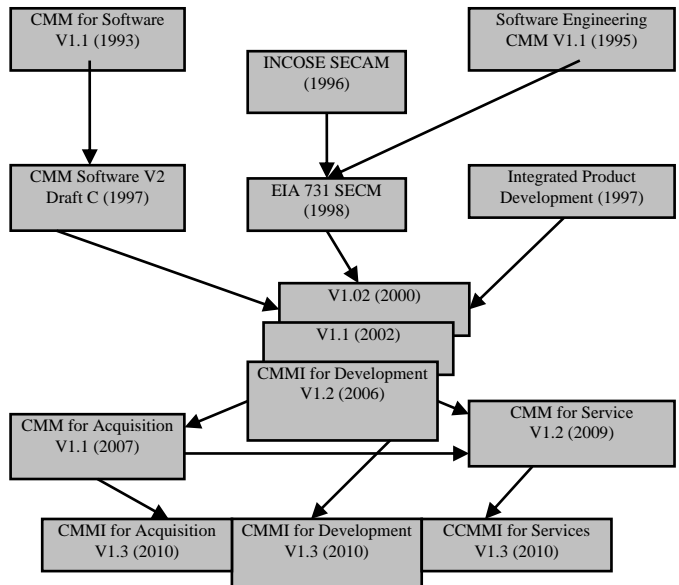 CMM for Software
V1.1 (1993)
INCOSE SECAM
(1996)
Software Engineering
CMM V1.1 (1995)
CMM Software V2
Draft C (1997)
EIA 731 SECM
(1998)
Integrated Product
Development (1997)
V1.02 (2000)
V1.1 (2002)
CMMI for Development
V1.2 (2006)
CMM for Acquisition
V1.1 (2007)
CMM for Service
V1.2 (2009)
CMMI for Acquisition
V1.3 (2010)
CMMI for Development
V1.3 (2010)
CCMMI for Services
V1.3 (2010)